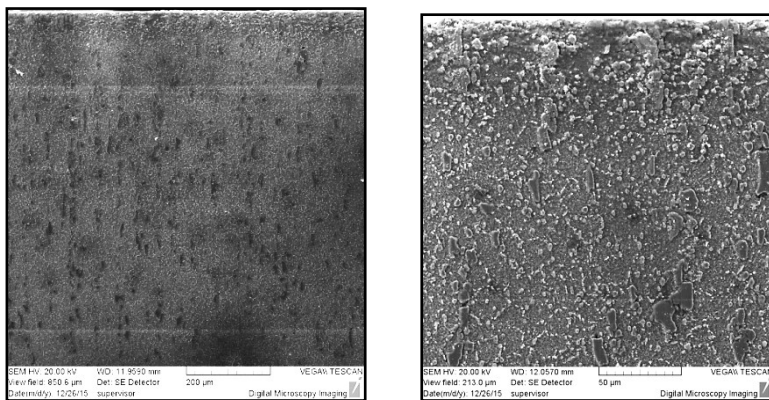 SEM HV: 20.00 kV WD: 11.9590 mm VEGA\\ TESCAN
View field: 850.6 µm Det: SE Detector 200 µm
Date(m/d/y): 12/26/15 supervisor Digital Microscopy Imaging
SEM HV: 20.00 kV WD: 12.0570 mm VEGA\\ TESCAN
View field: 213.0 µm Det: SE Detector 50 µm
Date(m/d/y): 12/26/15 supervisor Digital Microscopy Imaging